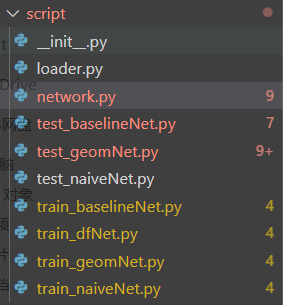 script
__init__.py
loader.py
network.py 9
test_baselineNet.py 7
test_geomNet.py 9+
test_naiveNet.py
train_baselineNet.py 4
train_dfNet.py 4
train_geomNet.py 4
train_naiveNet.py 4